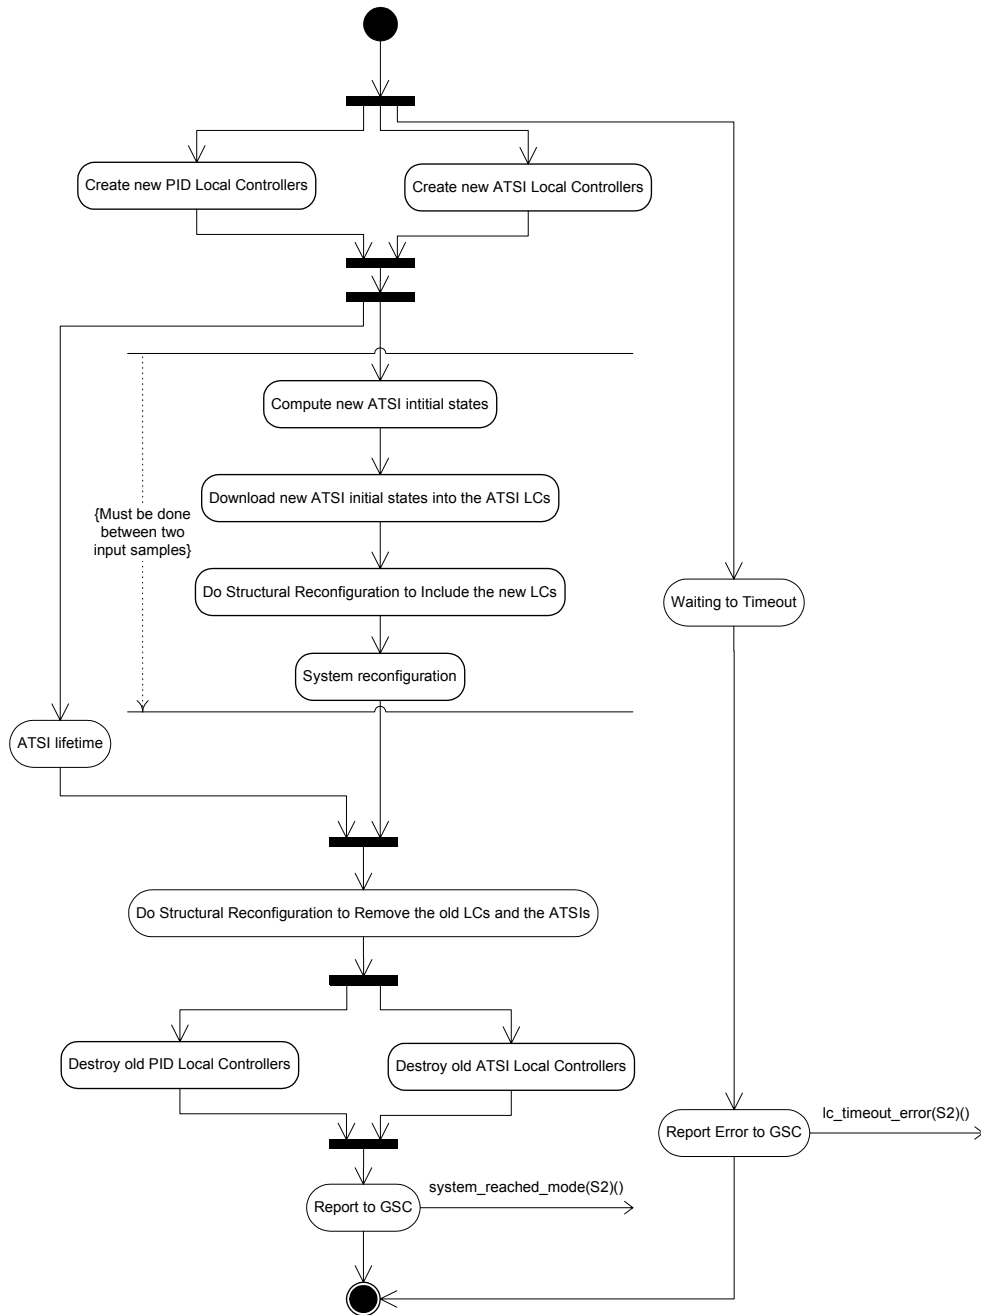 Create new PID Local Controllers
Create new ATSI Local Controllers
Compute new ATSI intitial states
Download new ATSI initial states into the ATSI LCs
{Must be done
between two
input samples}
Do Structural Reconfiguration to Include the new LCs
Waiting to Timeout
System reconfiguration
ATSI lifetime
Do Structural Reconfiguration to Remove the old LCs and the ATSIs
Destroy old PID Local Controllers
Destroy old ATSI Local Controllers
Report Error to GSC
lc_timeout_error(S2)()
Report to GSC
system_reached_mode(S2)()